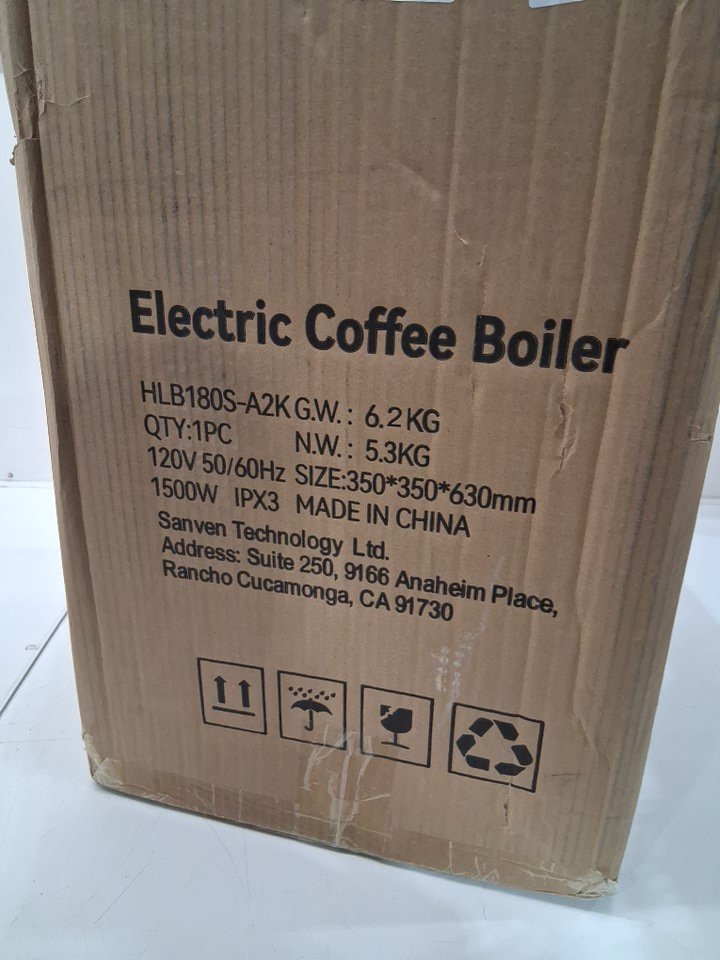 Electric Coffee Boiler
HLB180S-A2K G.W.: 6.2KG
QTY:1PC N.W.: 5.3KG
120V 50/60Hz SIZE:350*350*630mm
1500W IPX3 MADE IN CHINA
Sanven Technology Ltd.
Address: Suite 250, 9166 Anaheim Place,
Rancho Cucamonga, CA 91730